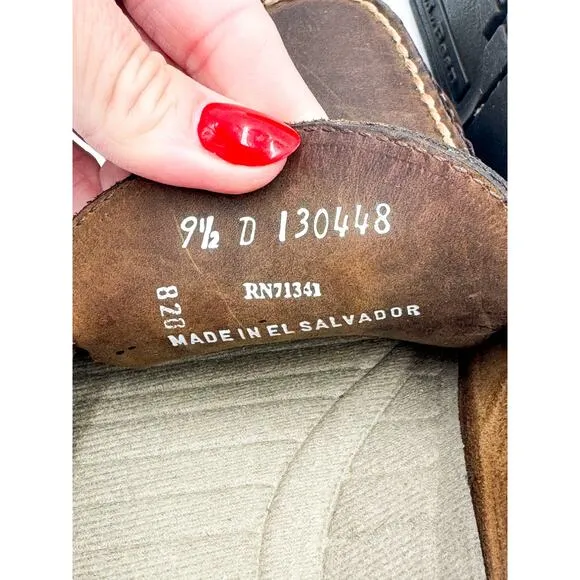 9½ D 130448
RN71341
820
MADE IN EL SALVADOR